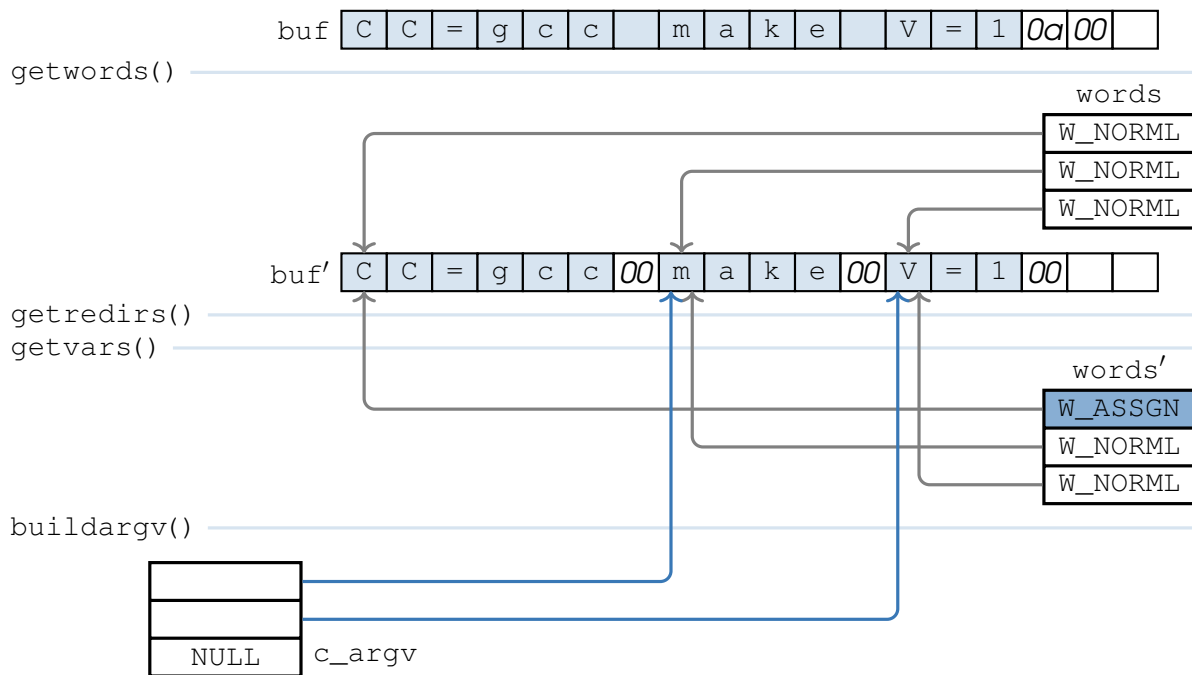 buf C C = g c c m a k e V = 1 0a 00
getwords()
words
W_NORML
W_NORML
W_NORML
buf′ C C = g c c 00 m a k e 00 V = 1 00
getredirs()
getvars()
words′
W_ASSGN
W_NORML
W_NORML
buildargv()
NULL c_argv